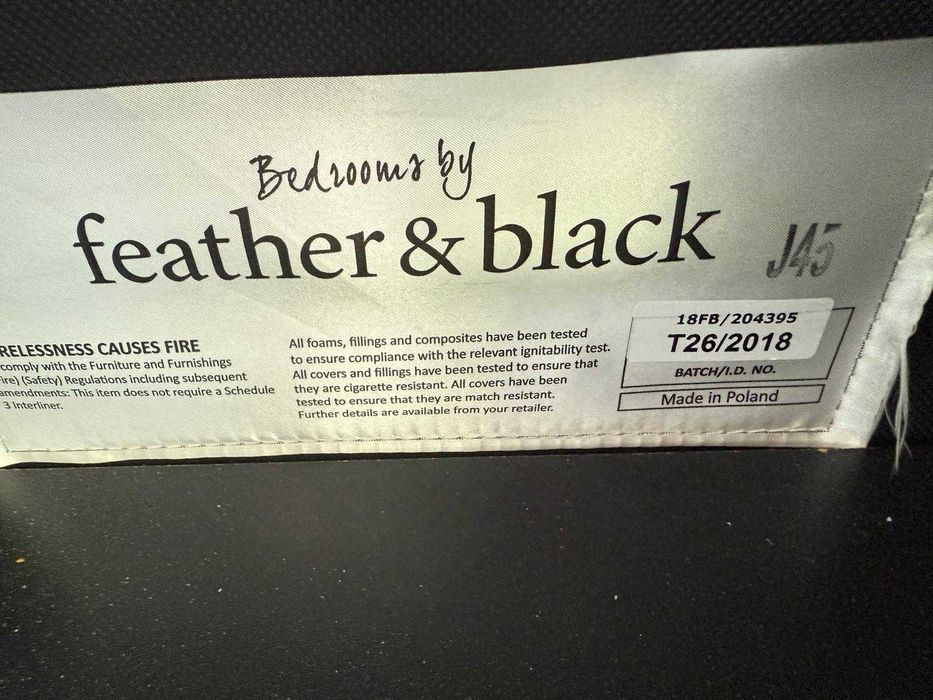 Bedrooms by
feather & black
J45
RELESSNESS CAUSES FIRE
comply with the Furniture and Furnishings
ire) (Safety) Regulations including subsequent
amendments: This item does not require a Schedule
3 Interliner.
All foams, fillings and composites have been tested
to ensure compliance with the relevant ignitability test.
All covers and fillings have been tested to ensure that
they are cigarette resistant. All covers have been
tested to ensure that they are match resistant.
Further details are available from your retailer.
18FB/204395
T26/2018
BATCH/I.D. NO.
Made in Poland